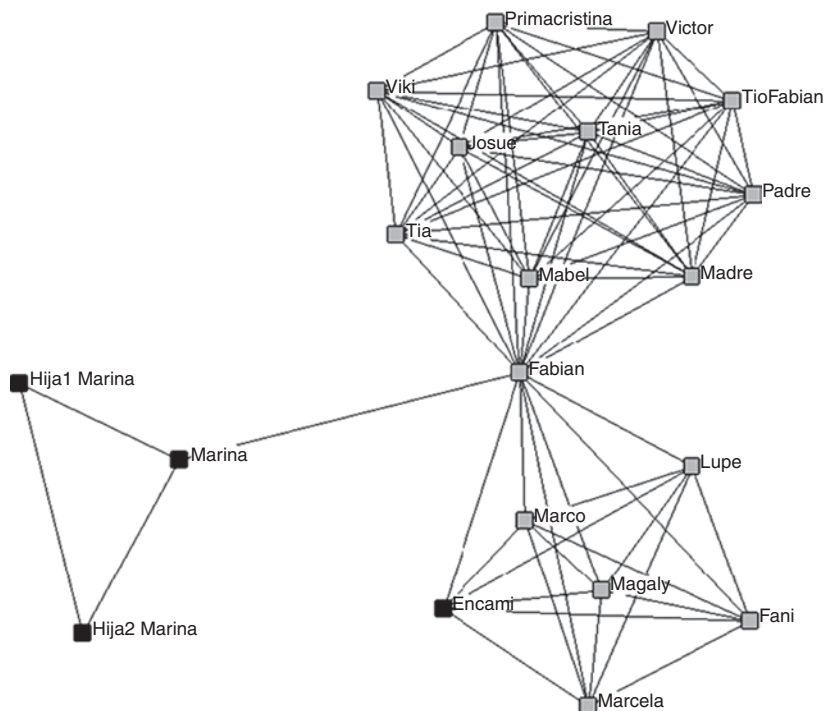 Primacristina
Victor
Viki
TioFabian
Tania
Josue
Padre
Tia
Mabel
Madre
Fabian
Hija1 Marina
Marina
Lupe
Marco
Magaly
Encami
Fani
Hija2 Marina
Marcela